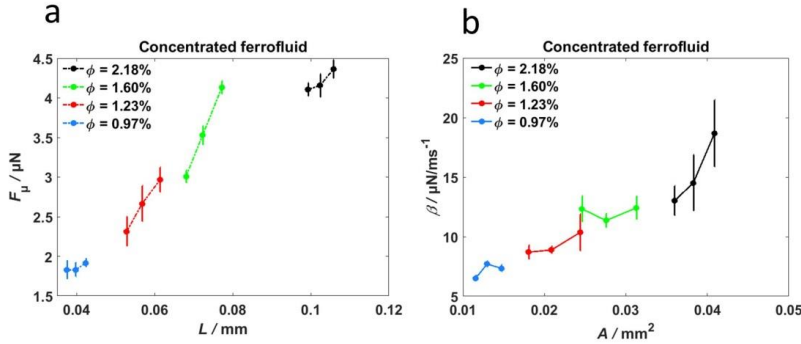 a
Concentrated ferrofluid
ϕ = 2.18%
ϕ = 1.60%
ϕ = 1.23%
ϕ = 0.97%
4.5
4
3.5
3
2.5
2
1.5
0.04
0.06
0.08
0.1
0.12
Fμ / μN
L / mm
b
Concentrated ferrofluid
ϕ = 2.18%
ϕ = 1.60%
ϕ = 1.23%
ϕ = 0.97%
25
20
15
10
5
0.01
0.02
0.03
0.04
0.05
β / μN/ms⁻¹
A / mm²